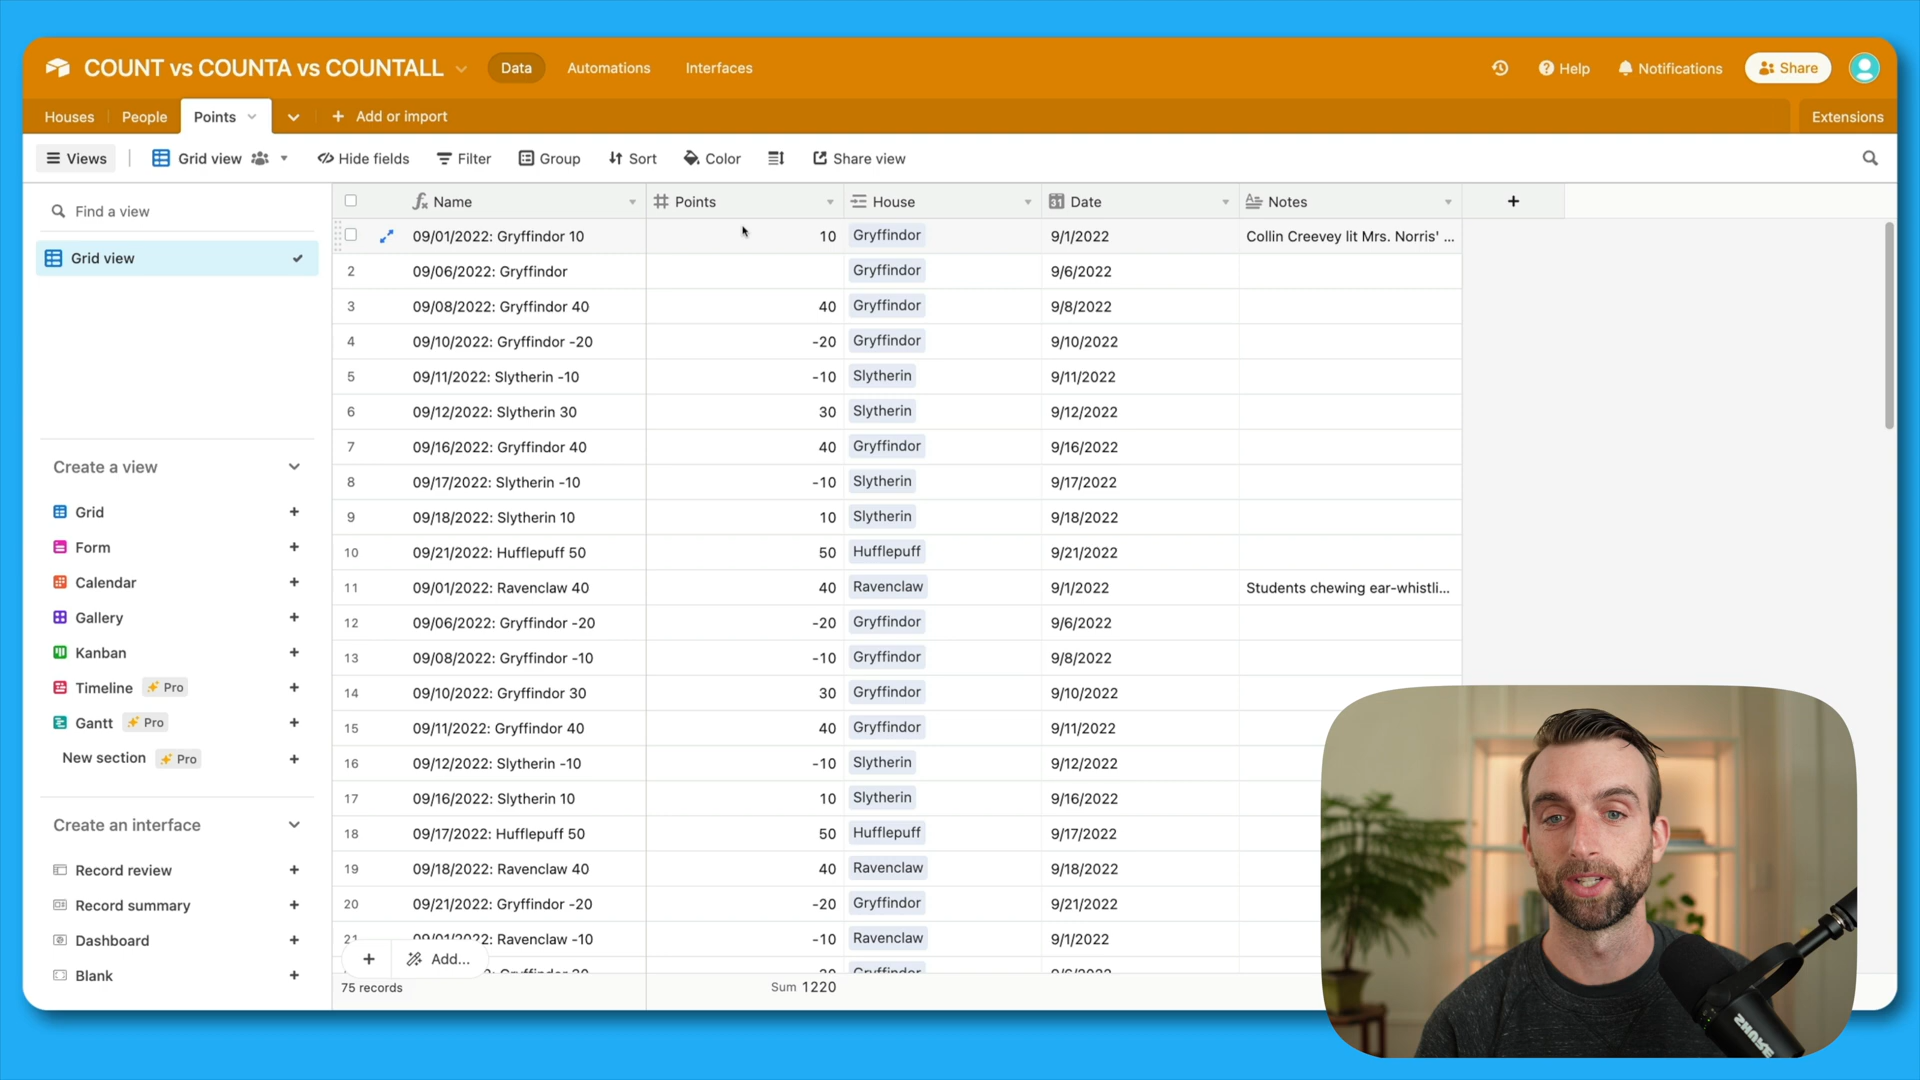 COUNT vs COUNTA vs COUNTALL Data Automations Interfaces Help Notifications Share
Houses People Points Add or import Extensions
Views Grid view Hide fields Filter Group Sort Color Share view
Find a view
Grid view
Create a view
Grid
Form
Calendar
Gallery
Kanban
Timeline Pro
Gantt Pro
New section Pro
Create an interface
Record review
Record summary
Dashboard
Blank
Name Points House Date Notes
09/01/2022: Gryffindor 10 10 Gryffindor 9/1/2022 Collin Creevey lit Mrs. Norris' ...
2 09/06/2022: Gryffindor Gryffindor 9/6/2022
3 09/08/2022: Gryffindor 40 40 Gryffindor 9/8/2022
4 09/10/2022: Gryffindor -20 -20 Gryffindor 9/10/2022
5 09/11/2022: Slytherin -10 -10 Slytherin 9/11/2022
6 09/12/2022: Slytherin 30 30 Slytherin 9/12/2022
7 09/16/2022: Gryffindor 40 40 Gryffindor 9/16/2022
8 09/17/2022: Slytherin -10 -10 Slytherin 9/17/2022
9 09/18/2022: Slytherin 10 10 Slytherin 9/18/2022
10 09/21/2022: Hufflepuff 50 50 Hufflepuff 9/21/2022
11 09/01/2022: Ravenclaw 40 40 Ravenclaw 9/1/2022 Students chewing ear-whistli...
12 09/06/2022: Gryffindor -20 -20 Gryffindor 9/6/2022
13 09/08/2022: Gryffindor -10 -10 Gryffindor 9/8/2022
14 09/10/2022: Gryffindor 30 30 Gryffindor 9/10/2022
15 09/11/2022: Gryffindor 40 40 Gryffindor 9/11/2022
16 09/12/2022: Slytherin -10 -10 Slytherin 9/12/2022
17 09/16/2022: Slytherin 10 10 Slytherin 9/16/2022
18 09/17/2022: Hufflepuff 50 50 Hufflepuff 9/17/2022
19 09/18/2022: Ravenclaw 40 40 Ravenclaw 9/18/2022
20 09/21/2022: Gryffindor -20 -20 Gryffindor 9/21/2022
21 09/01/2022: Ravenclaw -10 -10 Ravenclaw 9/1/2022
Add...
75 records Sum 1220
SHURE